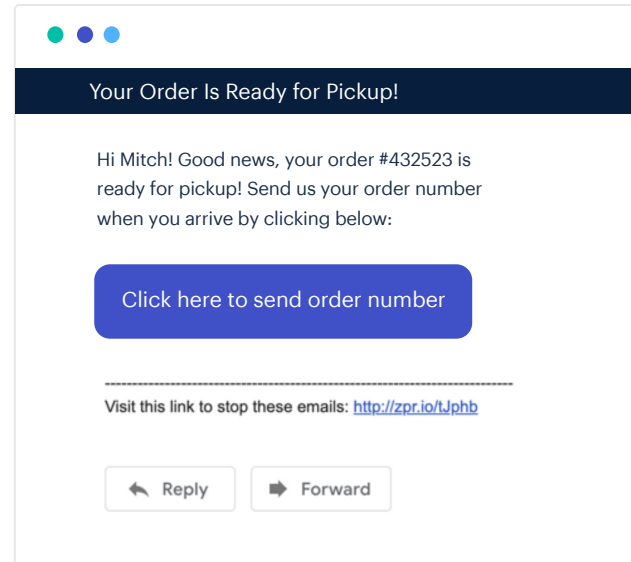 Your Order Is Ready for Pickup!
Hi Mitch! Good news, your order #432523 is
ready for pickup! Send us your order number
when you arrive by clicking below:
Click here to send order number
--------------------------------------------------------------------------
Visit this link to stop these emails: http://zpr.io/tJphb
Reply Forward